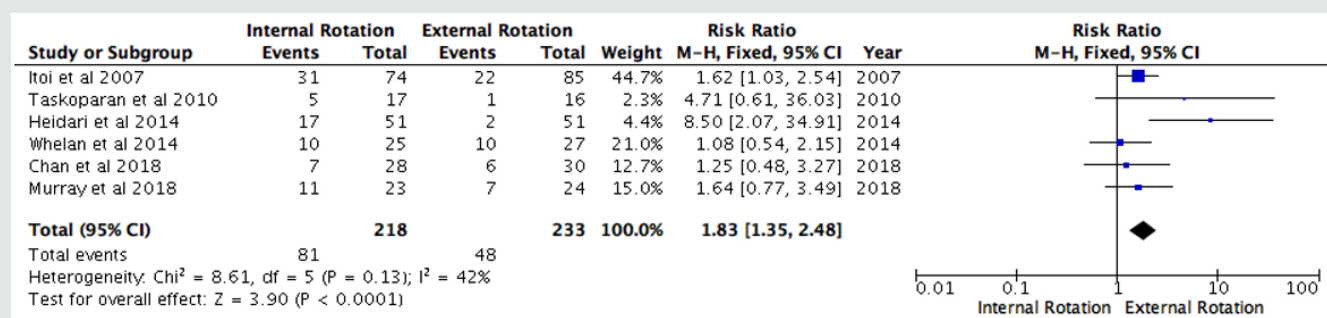 Internal Rotation External Rotation Risk Ratio Risk Ratio
Study or Subgroup Events Total Events Total Weight M-H, Fixed, 95% CI Year M-H, Fixed, 95% CI
Itoi et al 2007 31 74 22 85 44.7% 1.62 [1.03, 2.54] 2007
Taskoparan et al 2010 5 17 1 16 2.3% 4.71 [0.61, 36.03] 2010
Heidari et al 2014 17 51 2 51 4.4% 8.50 [2.07, 34.91] 2014
Whelan et al 2014 10 25 10 27 21.0% 1.08 [0.54, 2.15] 2014
Chan et al 2018 7 28 6 30 12.7% 1.25 [0.48, 3.27] 2018
Murray et al 2018 11 23 7 24 15.0% 1.64 [0.77, 3.49] 2018
Total (95% CI) 218 233 100.0% 1.83 [1.35, 2.48]
Total events 81 48
Heterogeneity: Chi² = 8.61, df = 5 (P = 0.13); I² = 42%
Test for overall effect: Z = 3.90 (P < 0.0001)
0.01 0.1 1 10 100
Internal Rotation External Rotation